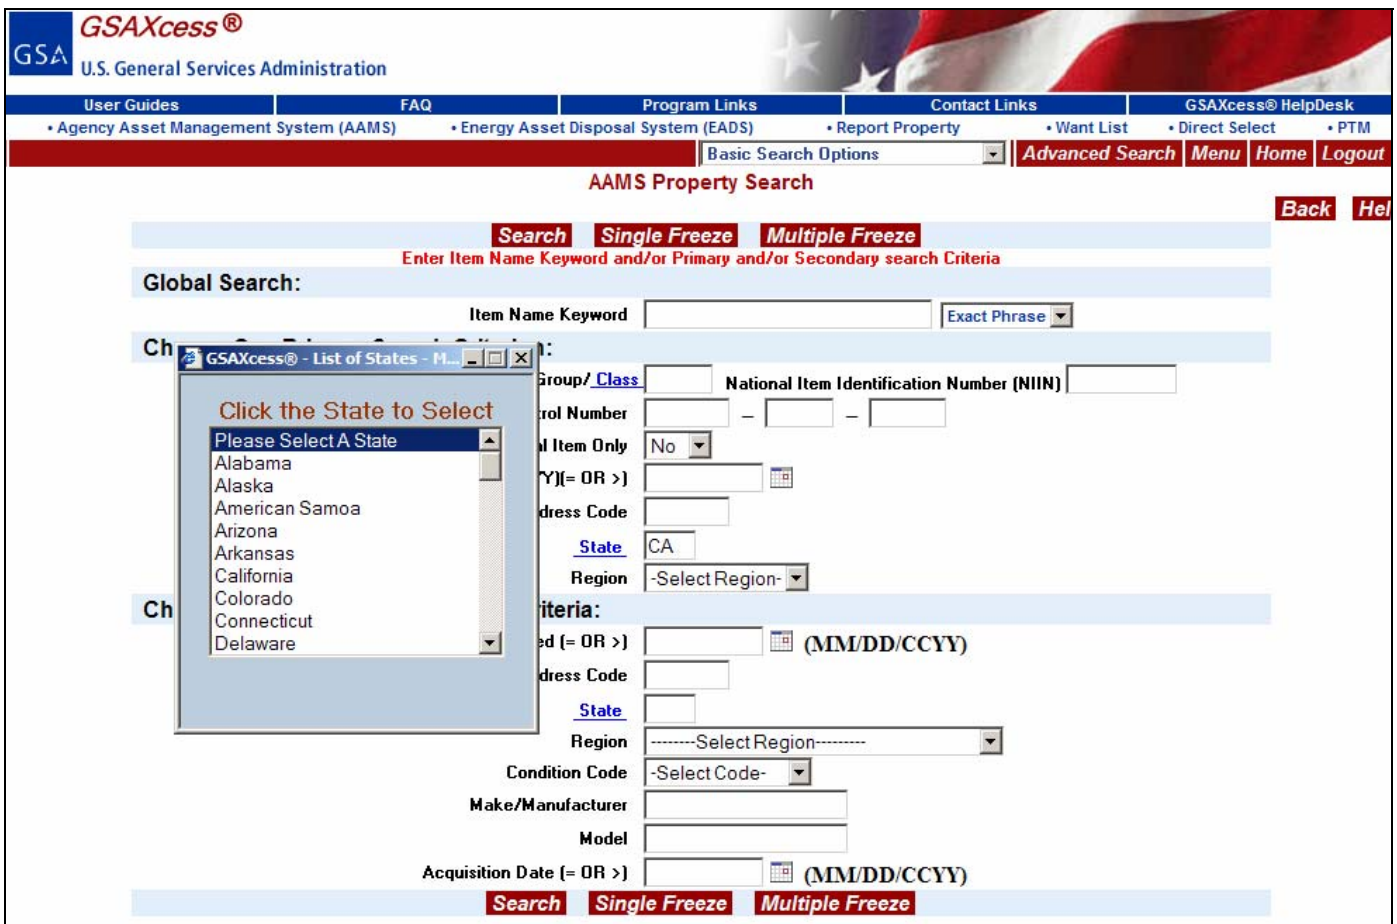 GSAXcess®
GSA
U.S. General Services Administration
User Guides FAQ Program Links Contact Links GSAXcess® HelpDesk
• Agency Asset Management System (AAMS) • Energy Asset Disposal System (EADS) • Report Property • Want List • Direct Select • PTM
Basic Search Options Advanced Search Menu Home Logout
AAMS Property Search
Back Hel
Search Single Freeze Multiple Freeze
Enter Item Name Keyword and/or Primary and/or Secondary search Criteria
Global Search:
Item Name Keyword Exact Phrase
Ch n:
GSAXcess® - List of States - M...
Group/ Class National Item Identification Number (NIIN)
Click the State to Select
trol Number – –
Please Select A State
al Item Only No
Alabama
Alaska
YY)(= OR >)
American Samoa
dress Code
Arizona
Arkansas
State CA
California
Region -Select Region-
Colorado
Ch riteria:
Connecticut
Delaware
ed (= OR >) (MM/DD/CCYY)
dress Code
State
Region --------Select Region---------
Condition Code -Select Code-
Make/Manufacturer
Model
Acquisition Date (= OR >) (MM/DD/CCYY)
Search Single Freeze Multiple Freeze